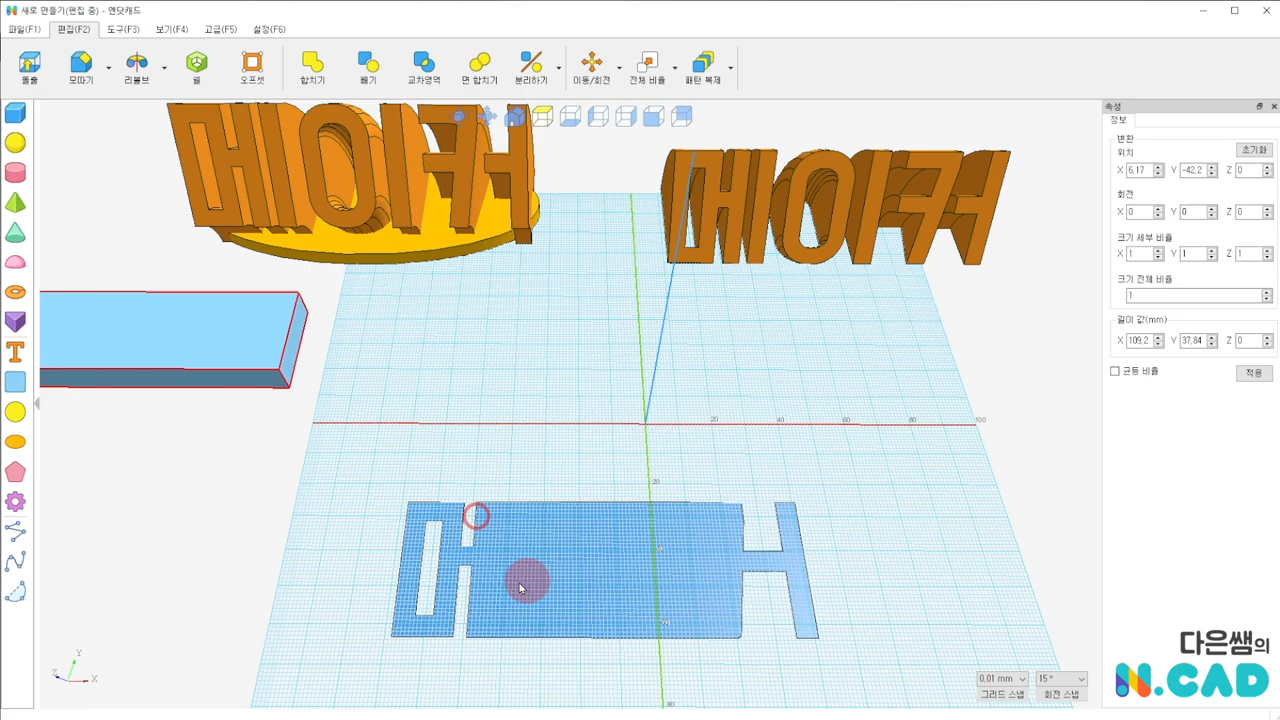 새로 만들기(편집 중) - 엔닷캐드
파일(F1) 편집(F2) 도구(F3) 보기(F4) 고급(F5) 설정(F6)
돌출 모따기 리볼브 쉘 오프셋 합치기 빼기 교차영역 면 합치기 분리하기 이동/회전 전체 비율 패턴 복제
속성
정보
변환
위치 초기화
X 6,17 Y -42,2 Z 0
회전
X 0 Y 0 Z 0
크기 세부 비율
X 1 Y 1 Z 1
크기 전체 비율
1
길이 값(mm)
X 109,2 Y 37,84 Z 0
균등 비율 적용
메이커 메이커
T
20 40 60 80 100
20
80
Y
Z X
0,01 mm 15 °
그리드 스냅 회전 스냅
다은쌤의
N.CAD